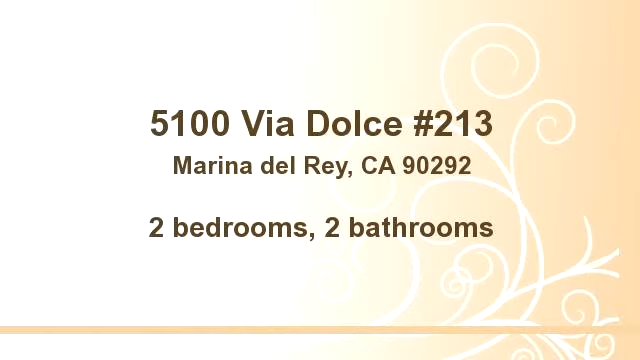 5100 Via Dolce #213
Marina del Rey, CA 90292
2 bedrooms, 2 bathrooms